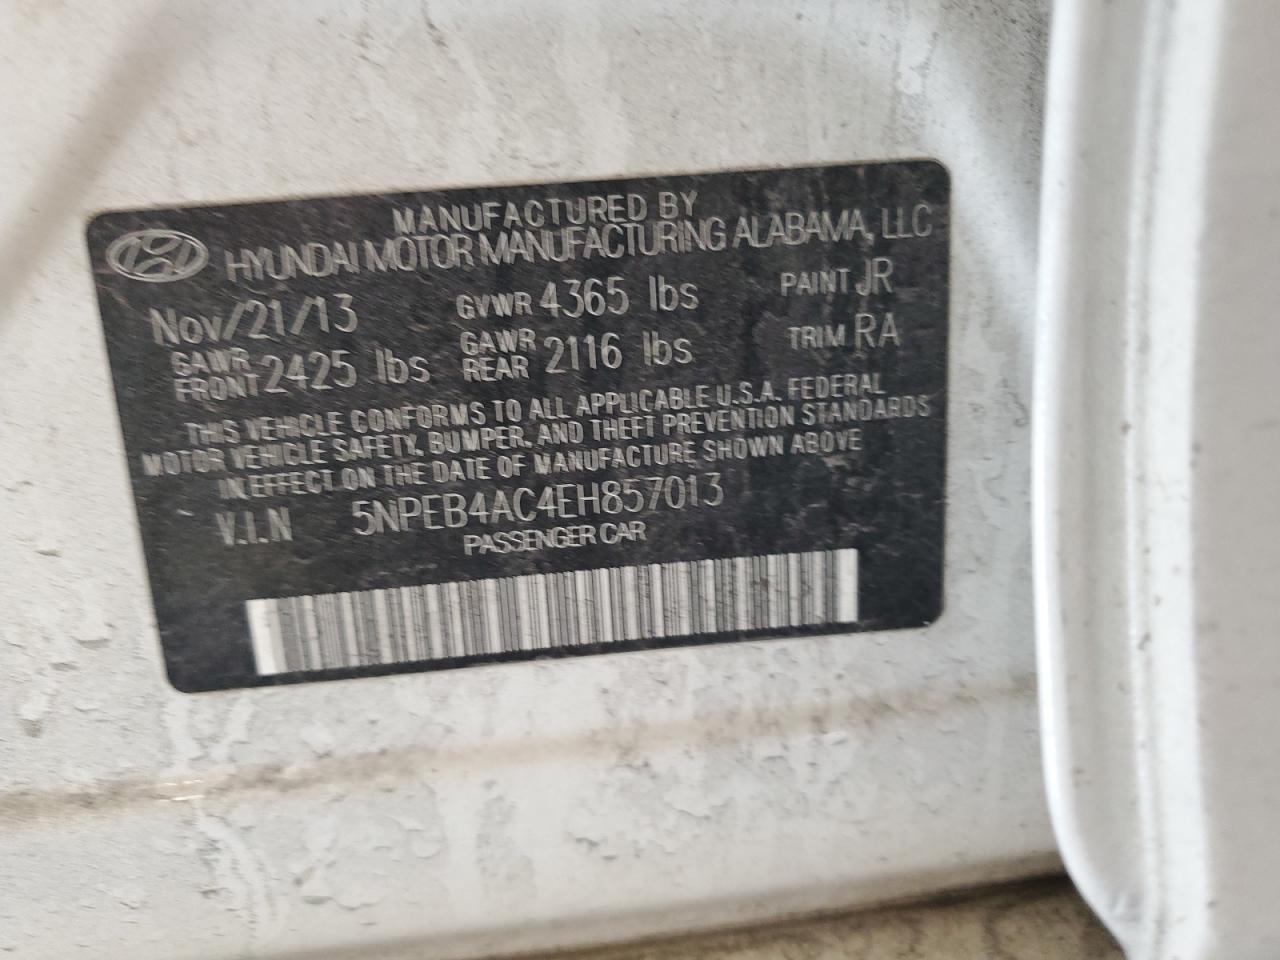 MANUFACTURED BY
HYUNDAI MOTOR MANUFACTURING ALABAMA, LLC
Nov/21/13 GVWR 4365 lbs PAINT JR
GAWR FRONT 2425 lbs GAWR REAR 2116 lbs TRIM RA
THIS VEHICLE CONFORMS TO ALL APPLICABLE U.S.A. FEDERAL
MOTOR VEHICLE SAFETY, BUMPER, AND THEFT PREVENTION STANDARDS
IN EFFECT ON THE DATE OF MANUFACTURE SHOWN ABOVE
V.I.N 5NPEB4AC4EH857013
PASSENGER CAR